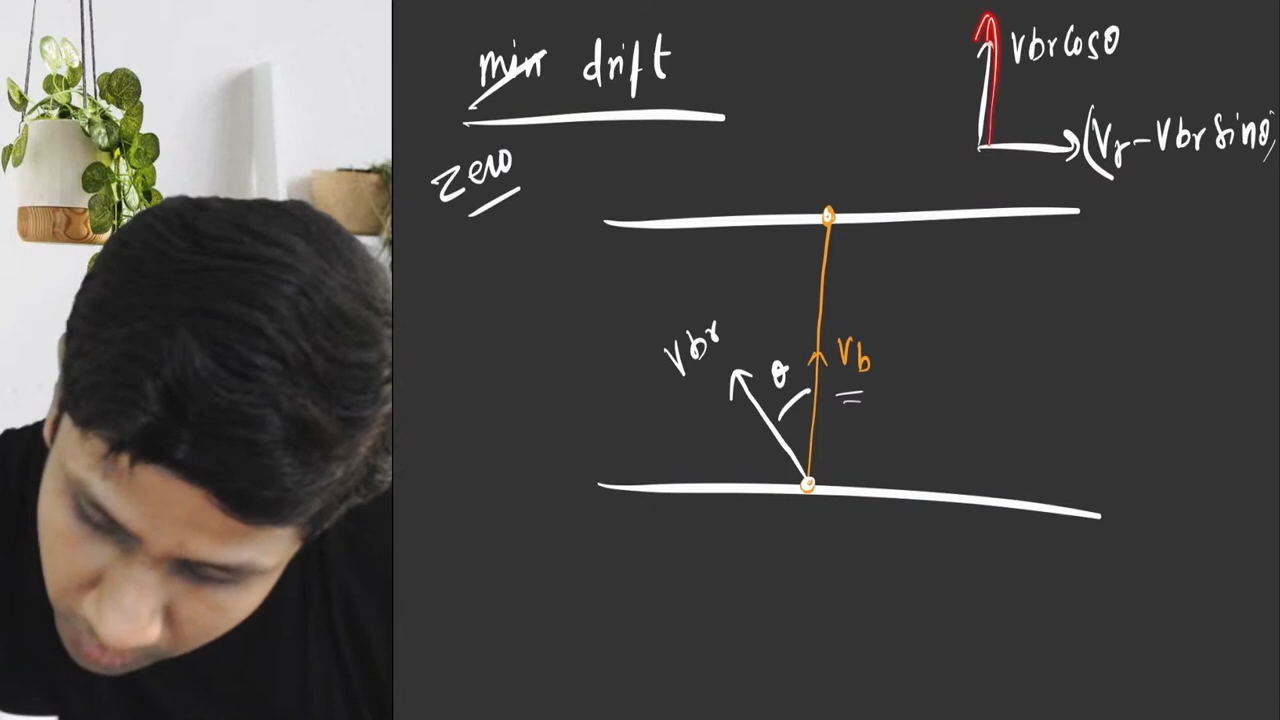 min drift
zero
Vbr cosθ
(Vr - Vbr sinθ)
Vbr
θ
Vb